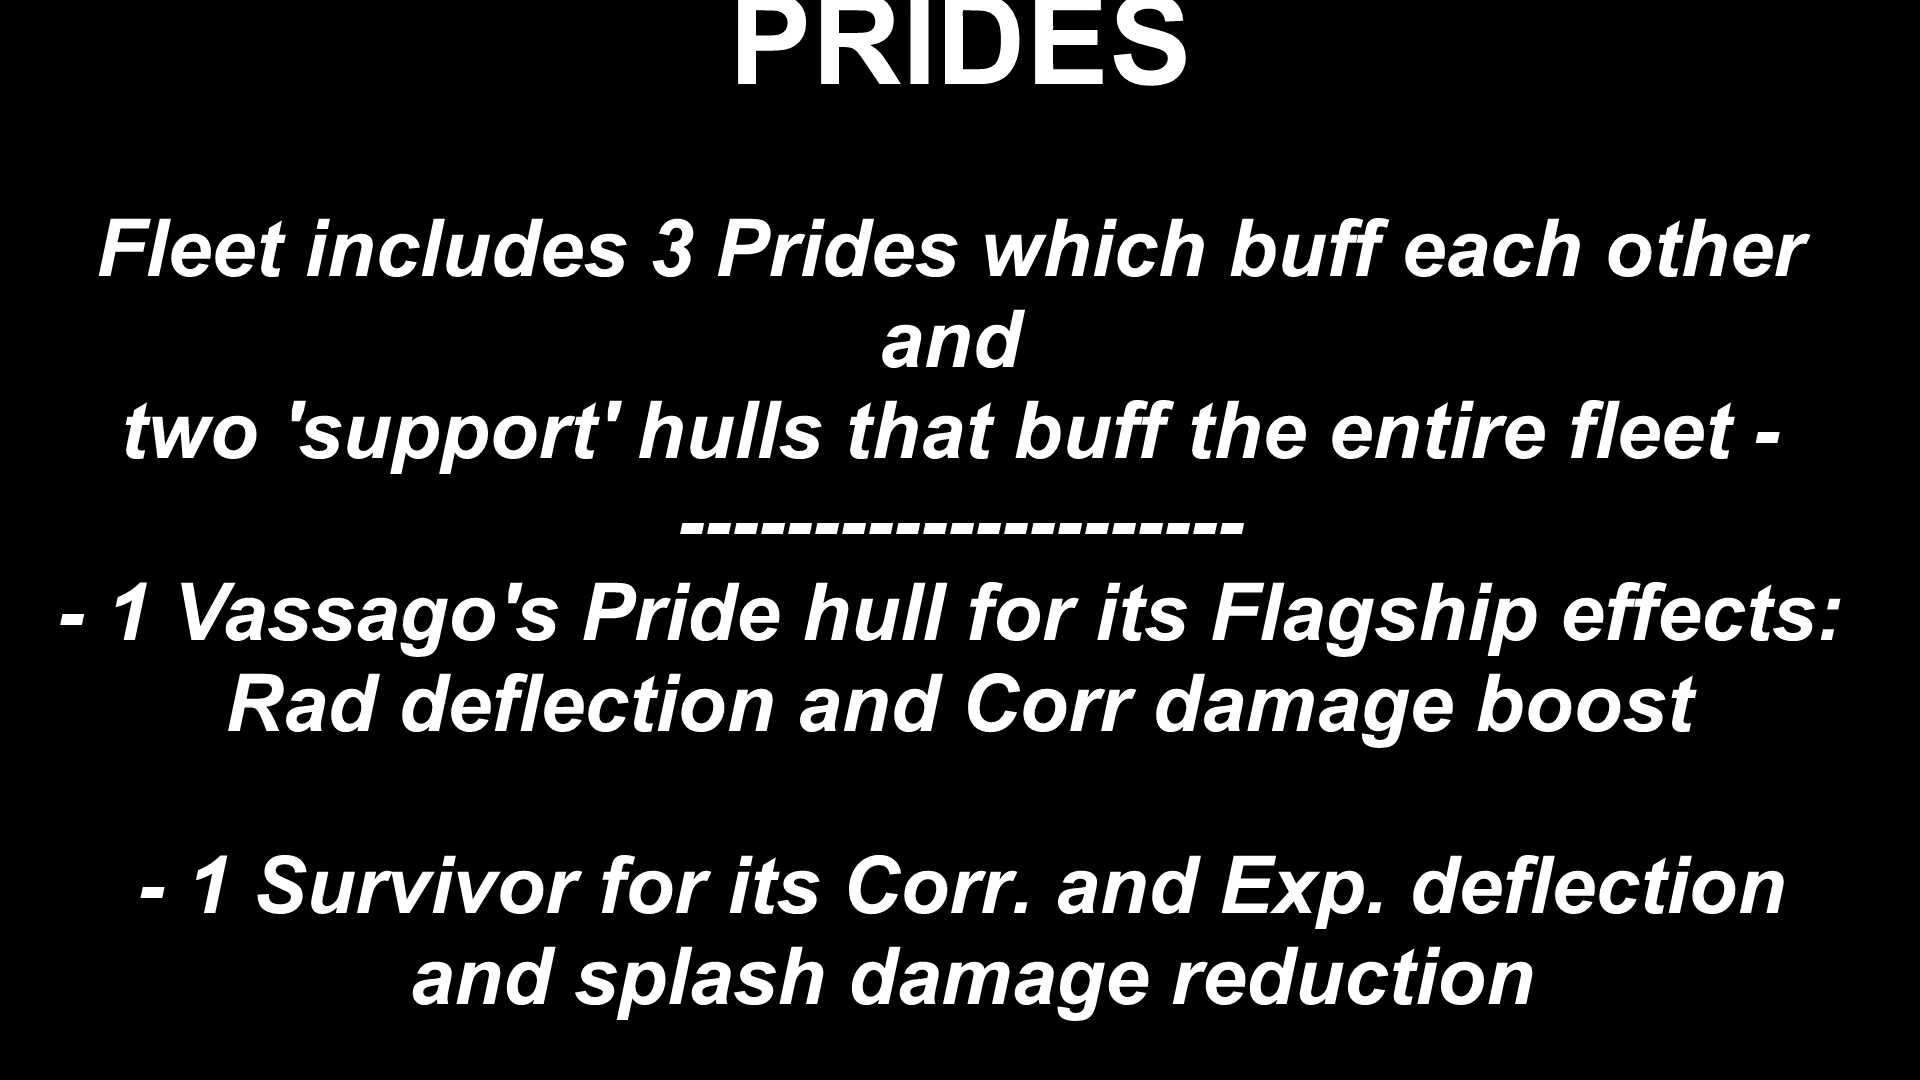 PRIDES
Fleet includes 3 Prides which buff each other
and
two 'support' hulls that buff the entire fleet -
---------------------
- 1 Vassago's Pride hull for its Flagship effects:
Rad deflection and Corr damage boost
- 1 Survivor for its Corr. and Exp. deflection
and splash damage reduction